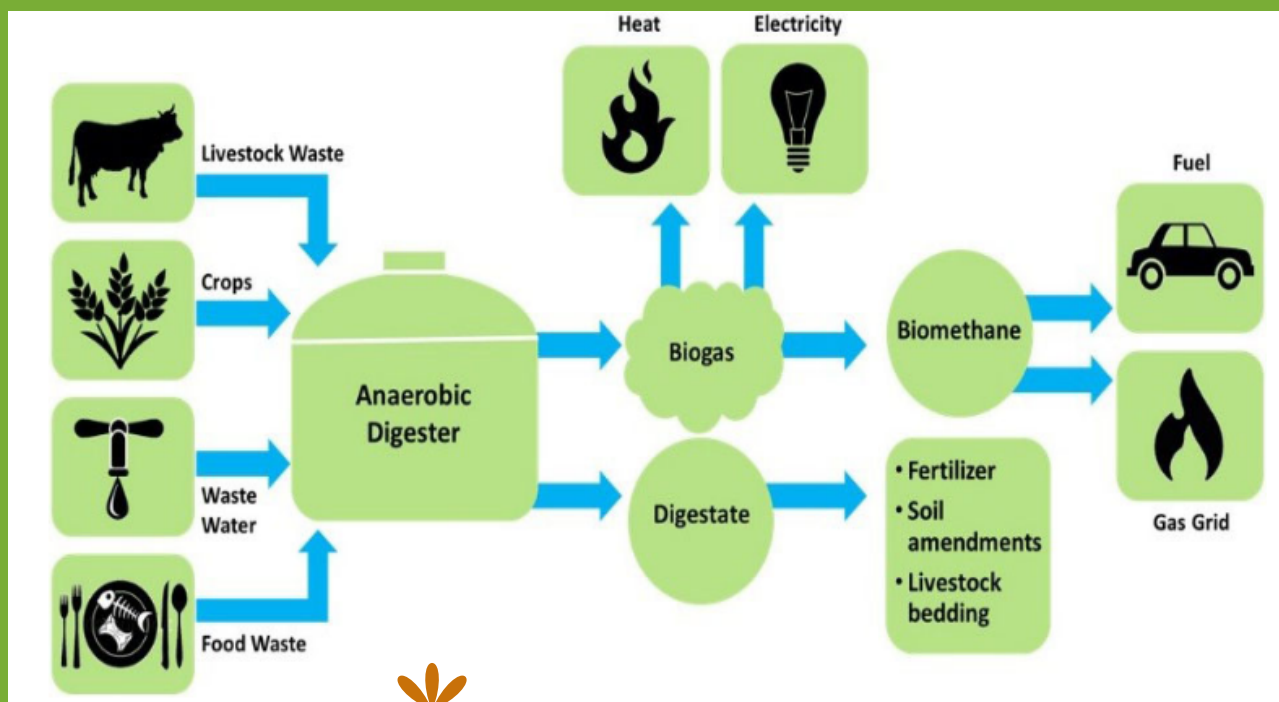 Heat
Electricity
Livestock Waste
Crops
Waste
Water
Food Waste
Anaerobic
Digester
Biogas
Digestate
Biomethane
• Fertilizer
• Soil
amendments
• Livestock
bedding
Fuel
Gas Grid